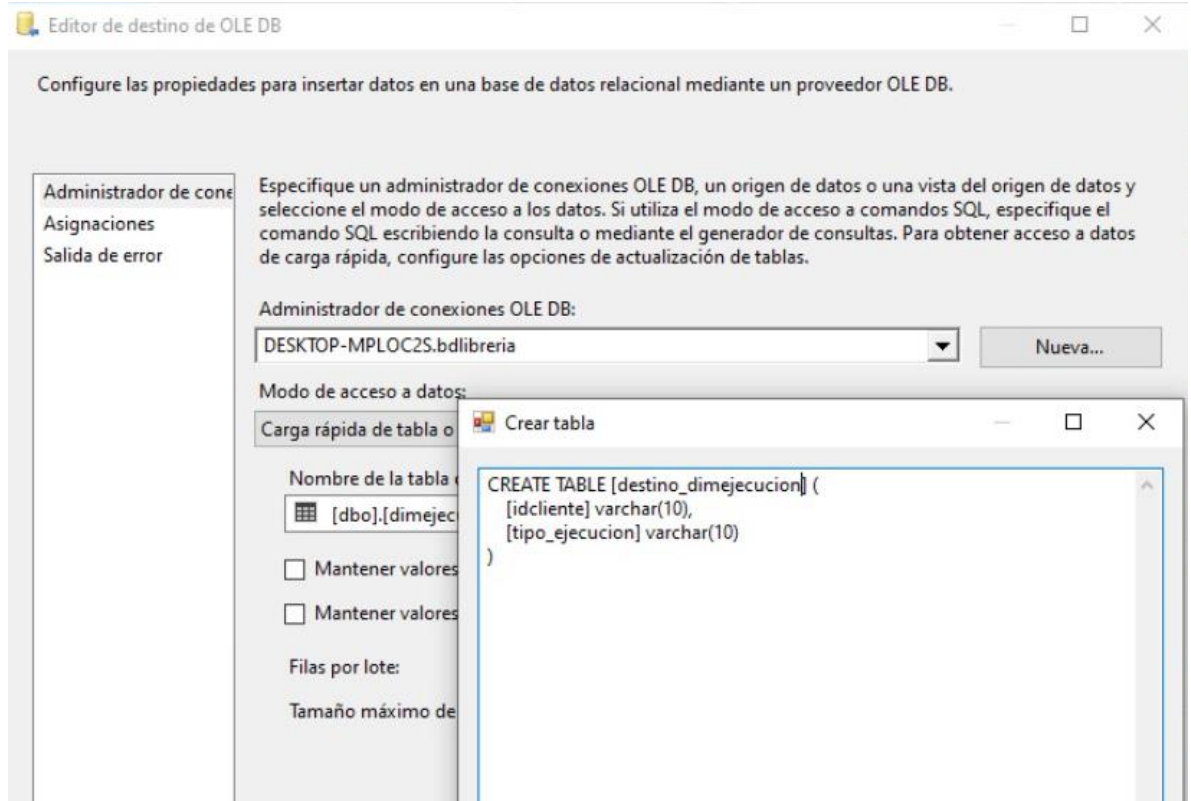 Editor de destino de OLE DB
Configure las propiedades para insertar datos en una base de datos relacional mediante un proveedor OLE DB.
Administrador de cone
Asignaciones
Salida de error
Especifique un administrador de conexiones OLE DB, un origen de datos o una vista del origen de datos y
seleccione el modo de acceso a los datos. Si utiliza el modo de acceso a comandos SQL, especifique el
comando SQL escribiendo la consulta o mediante el generador de consultas. Para obtener acceso a datos
de carga rápida, configure las opciones de actualización de tablas.
Administrador de conexiones OLE DB:
DESKTOP-MPLOC2S.bdlibreria
Nueva...
Modo de acceso a datos:
Carga rápida de tabla o
Nombre de la tabla
[dbo].[dimejec
Mantener valores
Mantener valores
Filas por lote:
Tamaño máximo de
Crear tabla
CREATE TABLE [destino_dimejecucion] (
[idcliente] varchar(10),
[tipo_ejecucion] varchar(10)
)